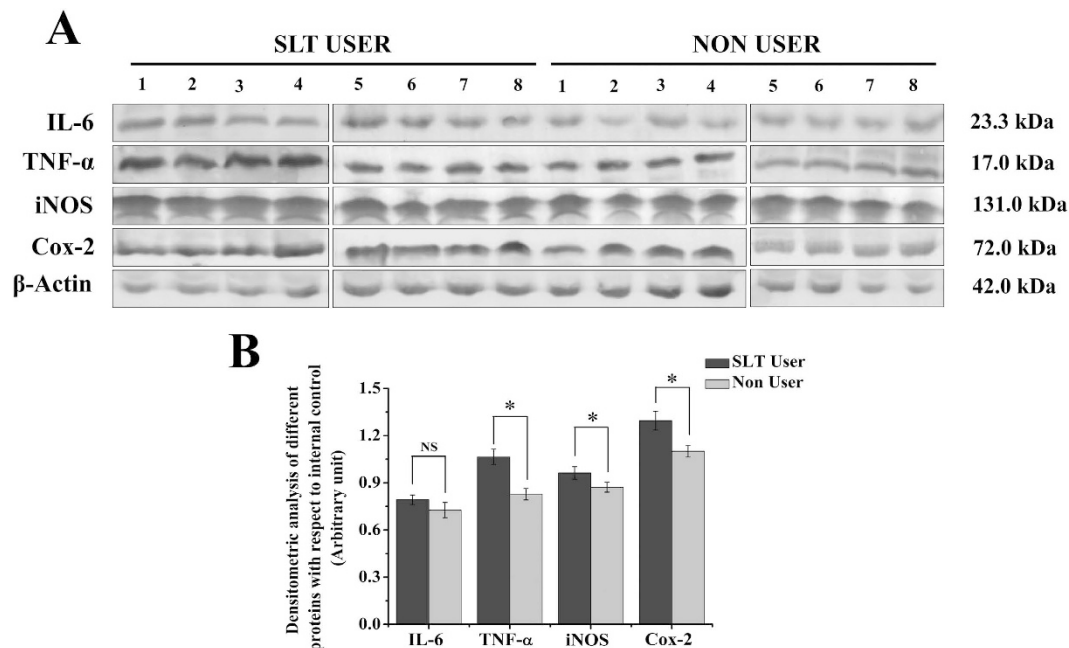 A
SLT USER NON USER
1 2 3 4 5 6 7 8 1 2 3 4 5 6 7 8
IL-6 23.3 kDa
TNF-α 17.0 kDa
iNOS 131.0 kDa
Cox-2 72.0 kDa
β-Actin 42.0 kDa
B
SLT User
Non User
Densitometric analysis of different
proteins with respect to internal control
(Arbitrary unit)
1.5
1.2
0.9
0.6
0.3
0.0
NS * * *
IL-6 TNF-α iNOS Cox-2